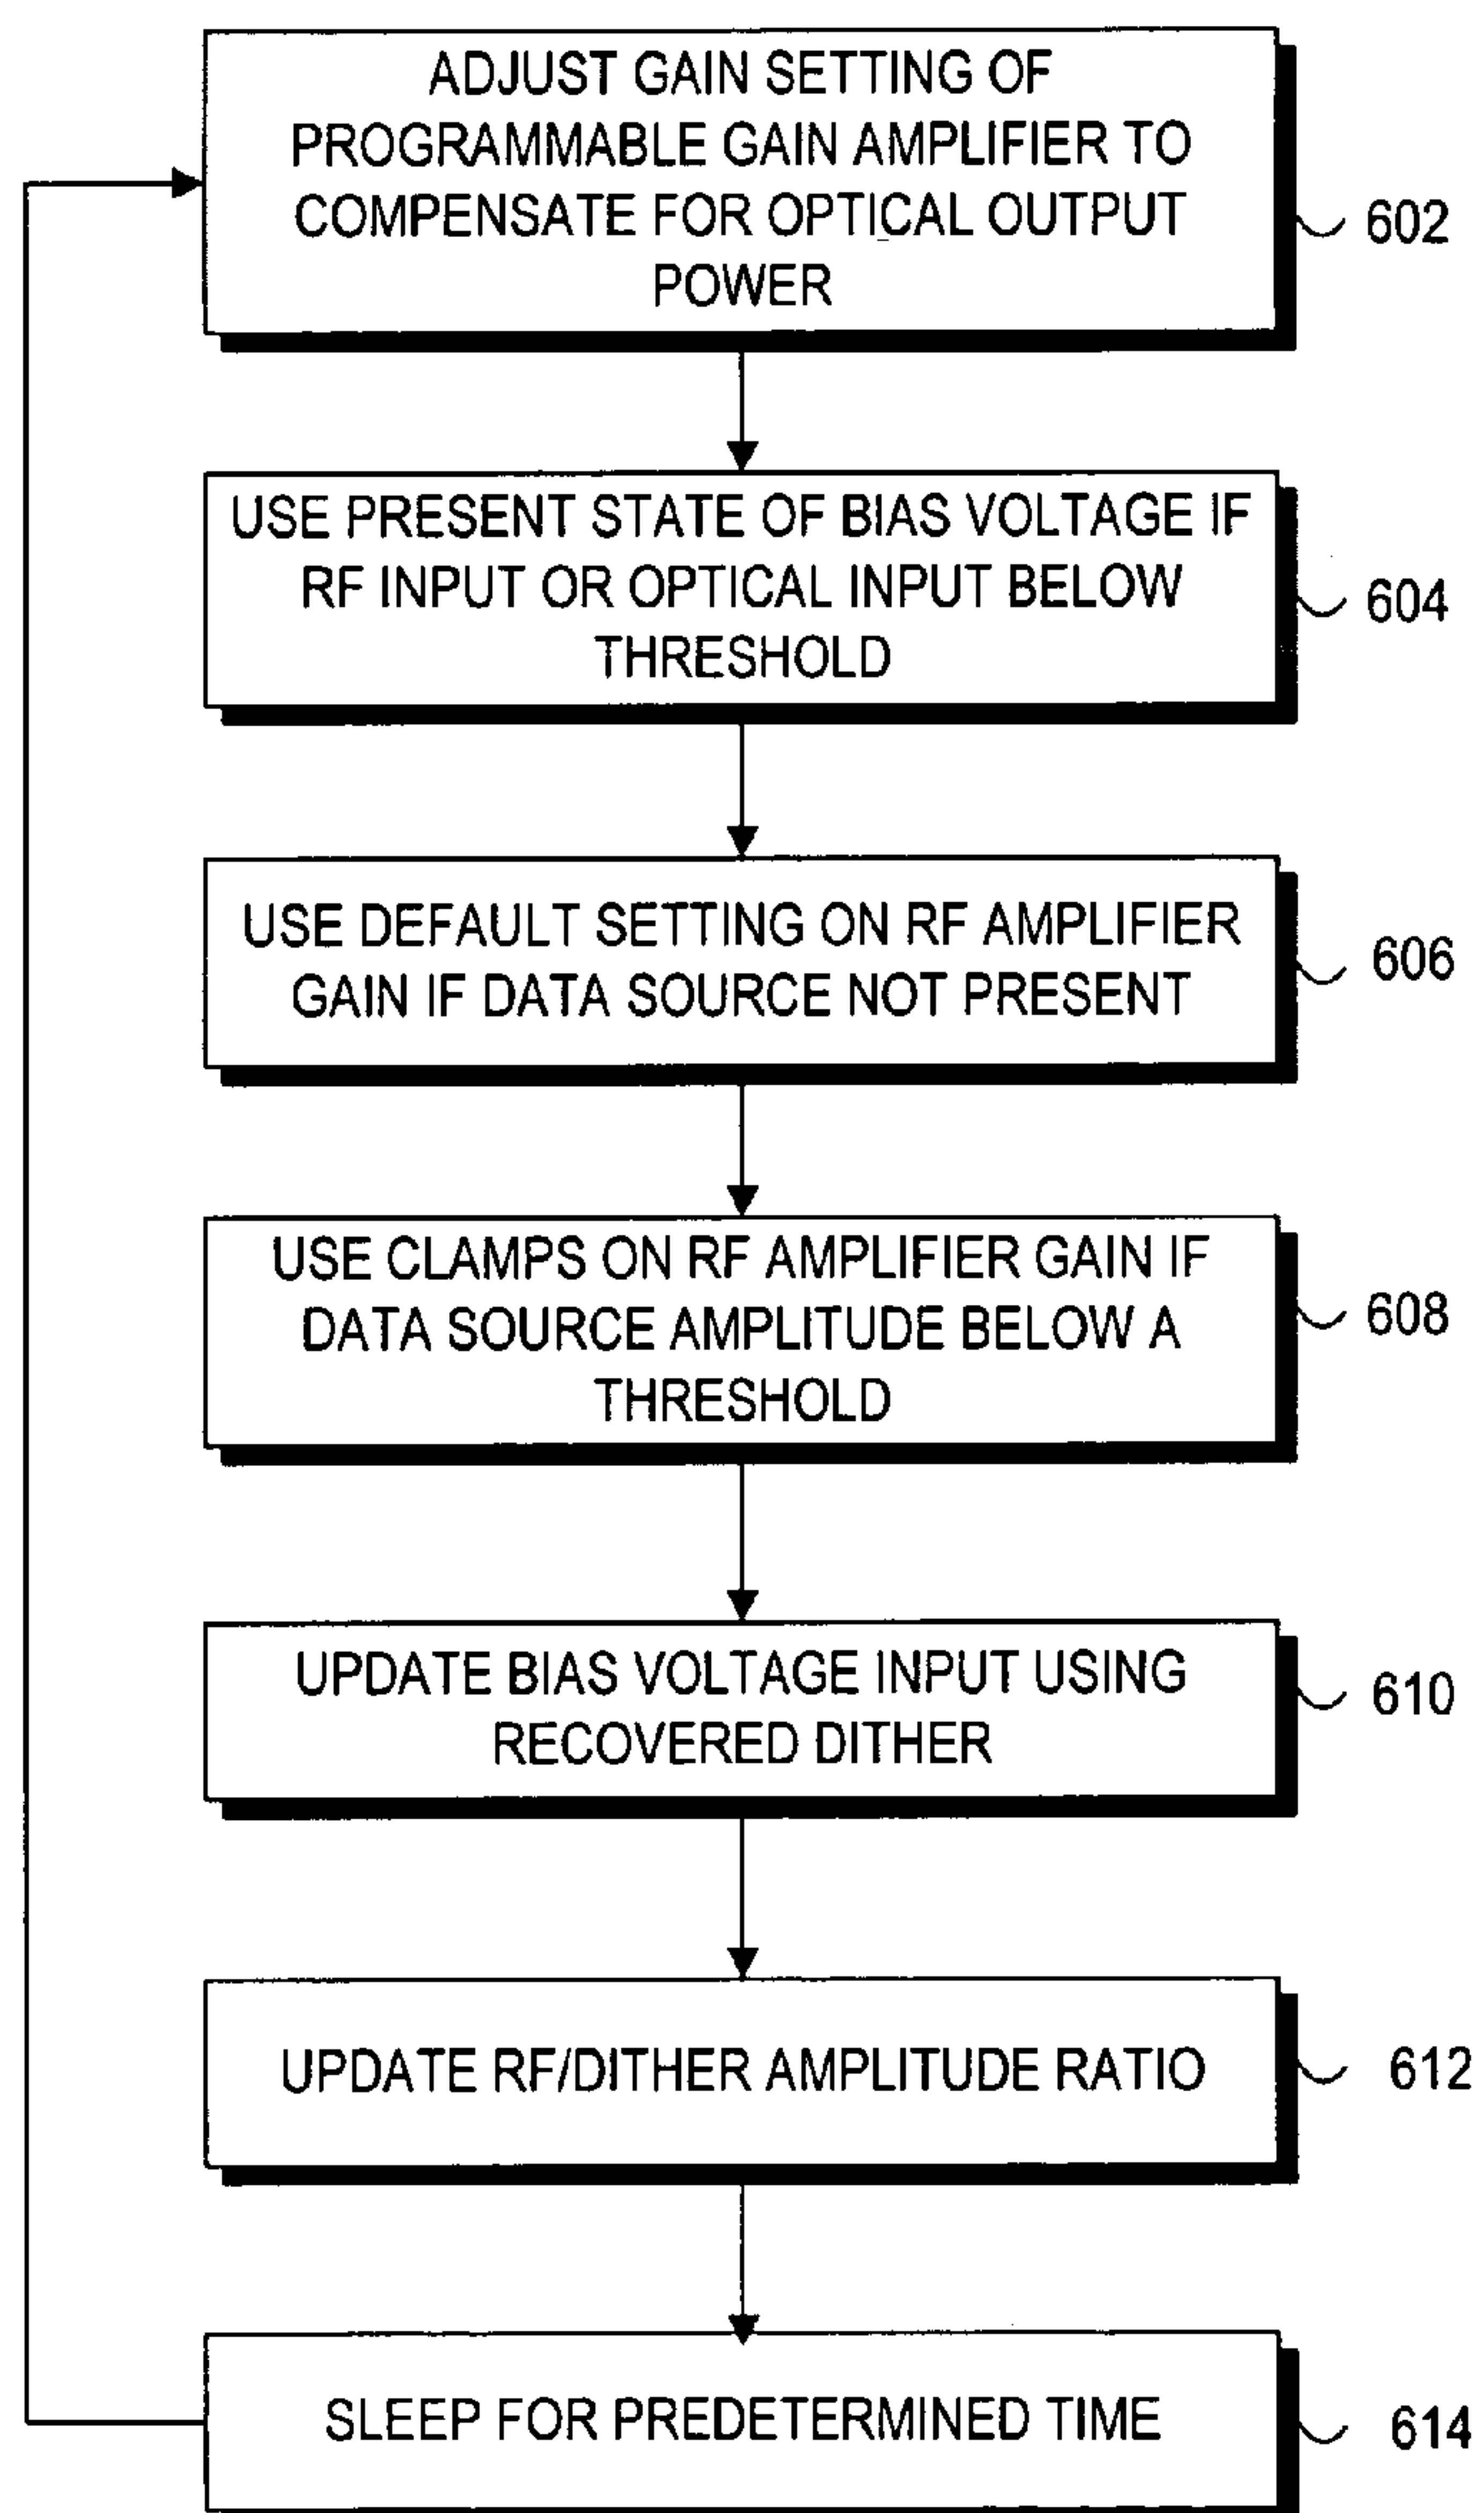 ADJUST GAIN SETTING OF
PROGRAMMABLE GAIN AMPLIFIER TO
COMPENSATE FOR OPTICAL OUTPUT
POWER
602
USE PRESENT STATE OF BIAS VOLTAGE IF
RF INPUT OR OPTICAL INPUT BELOW
THRESHOLD
604
USE DEFAULT SETTING ON RF AMPLIFIER
GAIN IF DATA SOURCE NOT PRESENT
606
USE CLAMPS ON RF AMPLIFIER GAIN IF
DATA SOURCE AMPLITUDE BELOW A
THRESHOLD
608
UPDATE BIAS VOLTAGE INPUT USING
RECOVERED DITHER
610
UPDATE RF/DITHER AMPLITUDE RATIO
612
SLEEP FOR PREDETERMINED TIME
614